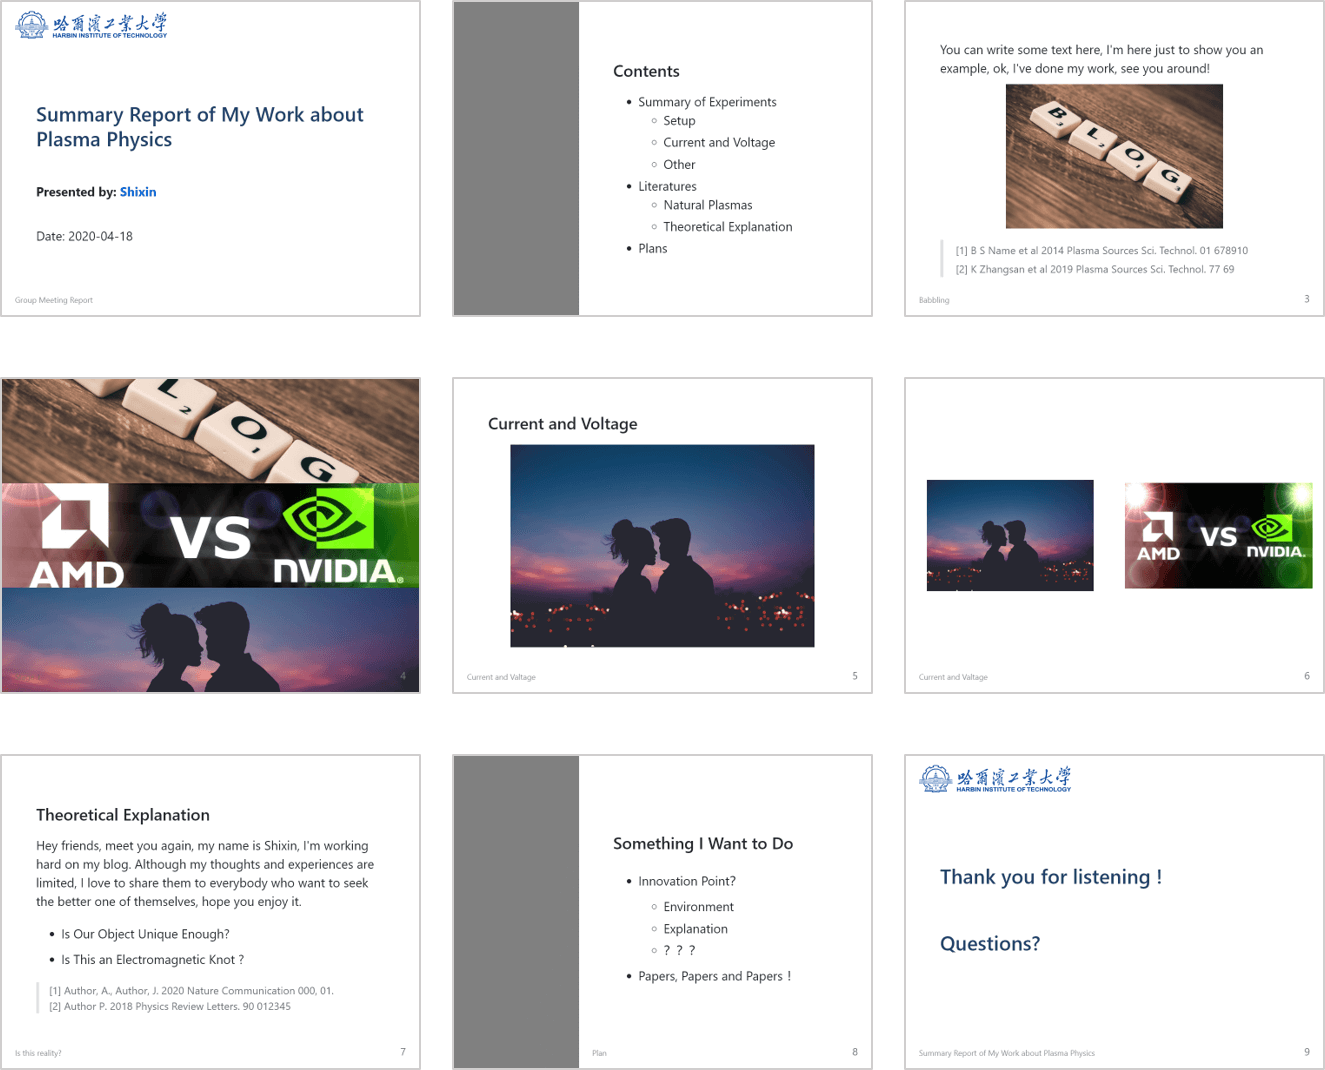 哈爾濱工業大學
HARBIN INSTITUTE OF TECHNOLOGY
Summary Report of My Work about
Plasma Physics
Presented by: Shixin
Date: 2020-04-18
Group Meeting Report
Contents
• Summary of Experiments
◦ Setup
◦ Current and Voltage
◦ Other
• Literatures
◦ Natural Plasmas
◦ Theoretical Explanation
• Plans
You can write some text here, I'm here just to show you an
example, ok, I've done my work, see you around!
B3 L2 O1 G3
[1] B S Name et al 2014 Plasma Sources Sci. Technol. 01 678910
[2] K Zhangsan et al 2019 Plasma Sources Sci. Technol. 77 69
Babbling
3
L2 O1 G
AMD VS NVIDIA.
4
Current and Voltage
Current and Valtage
5
AMD VS NVIDIA.
Current and Valtage
6
Theoretical Explanation
Hey friends, meet you again, my name is Shixin, I'm working
hard on my blog. Although my thoughts and experiences are
limited, I love to share them to everybody who want to seek
the better one of themselves, hope you enjoy it.
• Is Our Object Unique Enough?
• Is This an Electromagnetic Knot ?
[1] Author, A., Author, J. 2020 Nature Communication 000, 01.
[2] Author P. 2018 Physics Review Letters. 90 012345
Is this reality?
7
Something I Want to Do
• Innovation Point?
◦ Environment
◦ Explanation
◦ ? ? ?
• Papers, Papers and Papers !
Plan
8
哈爾濱工業大學
HARBIN INSTITUTE OF TECHNOLOGY
Thank you for listening !
Questions?
Summary Report of My Work about Plasma Physics
9